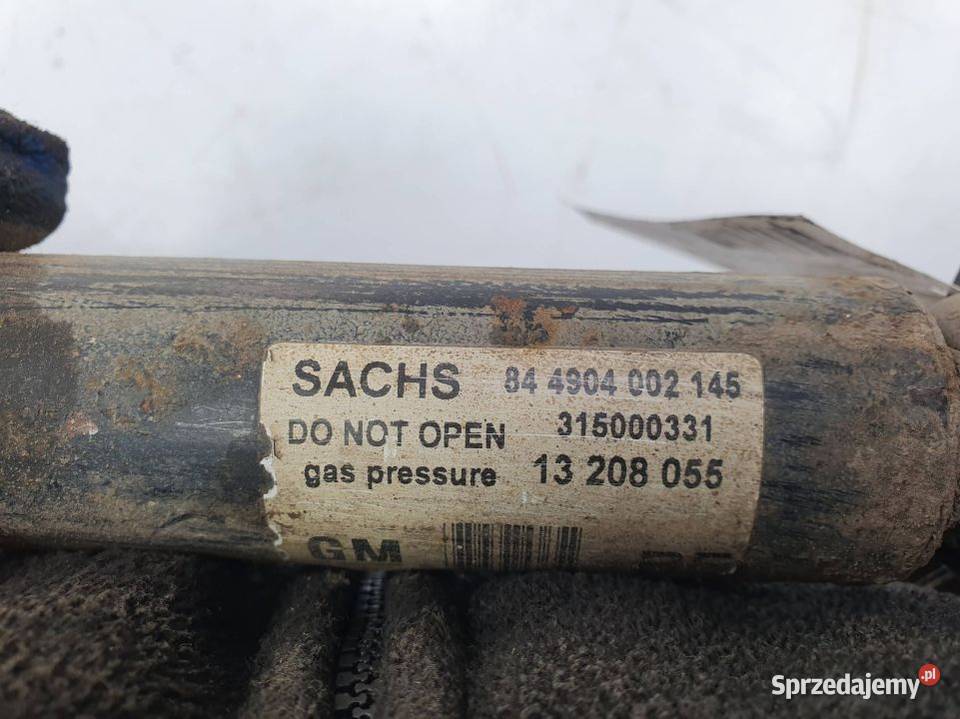 SACHS 84 4904 002 145
DO NOT OPEN 315000331
gas pressure 13 208 055
GM
Sprzedajemy.pl